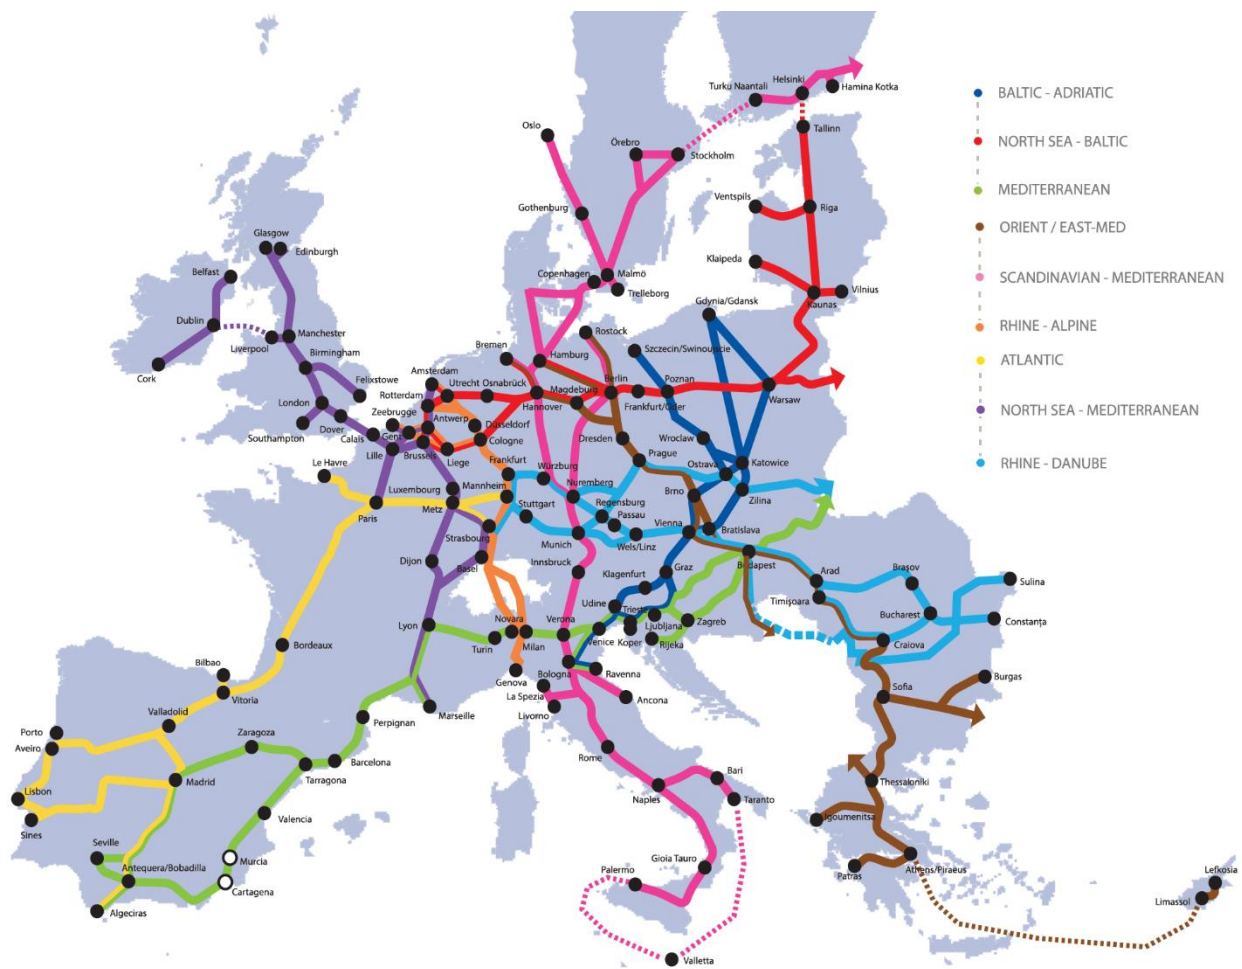 Helsinki
Turku Naantali
Hamina Kotka
BALTIC - ADRIATIC
Oslo
Tallinn
Örebro
Stockholm
NORTH SEA - BALTIC
Ventspils
Riga
MEDITERRANEAN
Gothenburg
ORIENT / EAST-MED
Glasgow
Edinburgh
Klaipeda
Belfast
Copenhagen
Malmö
Trelleborg
Vilnius
Kaunas
SCANDINAVIAN - MEDITERRANEAN
Gdynia/Gdansk
Dublin
Manchester
Rostock
RHINE - ALPINE
Liverpool
Birmingham
Bremen
Hamburg
Szczecin/Swinoujscie
ATLANTIC
Cork
Felixstowe
Amsterdam
Utrecht
Osnabrück
Magdeburg
Berlin
Poznan
Warsaw
London
Rotterdam
Hannover
Frankfurt/Oder
Zeebrugge
Dover
Antwerp
Düsseldorf
NORTH SEA - MEDITERRANEAN
Southampton
Calais
Gent
Cologne
Dresden
Wroclaw
Lille
Brussels
Liege
Prague
Le Havre
Frankfurt
Würzburg
Ostrava
Katowice
RHINE - DANUBE
Luxembourg
Mannheim
Nuremberg
Brno
Zilina
Paris
Metz
Stuttgart
Regensburg
Passau
Vienna
Bratislava
Strasbourg
Munich
Wels/Linz
Dijon
Basel
Innsbruck
Klagenfurt
Graz
Budapest
Arad
Braşov
Sulina
Udine
Trieste
Timişoara
Bucharest
Lyon
Novara
Verona
Ljubljana
Zagreb
Constanţa
Turin
Milan
Venice
Koper
Rijeka
Craiova
Bordeaux
Bilbao
Genova
Bologna
Ravenna
Burgas
Vitoria
La Spezia
Ancona
Sofia
Valladolid
Marseille
Livorno
Perpignan
Porto
Aveiro
Zaragoza
Rome
Barcelona
Bari
Madrid
Tarragona
Thessaloniki
Lisbon
Naples
Taranto
Sines
Valencia
Igoumenitsa
Seville
Murcia
Gioia Tauro
Antequera/Bobadilla
Palermo
Patras
Athens/Piraeus
Lefkosia
Cartagena
Limassol
Algeciras
Valletta